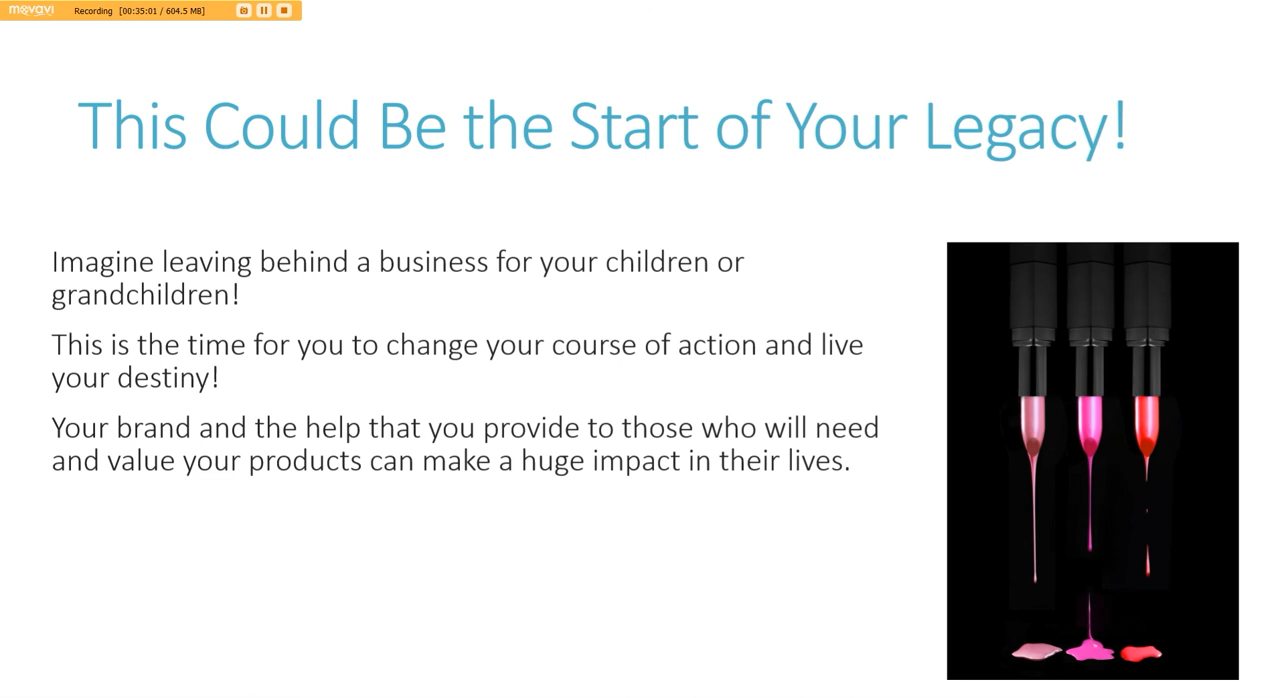 movavi Recording [00:35:01 / 604.5 MB]
This Could Be the Start of Your Legacy!
Imagine leaving behind a business for your children or
grandchildren!
This is the time for you to change your course of action and live
your destiny!
Your brand and the help that you provide to those who will need
and value your products can make a huge impact in their lives.